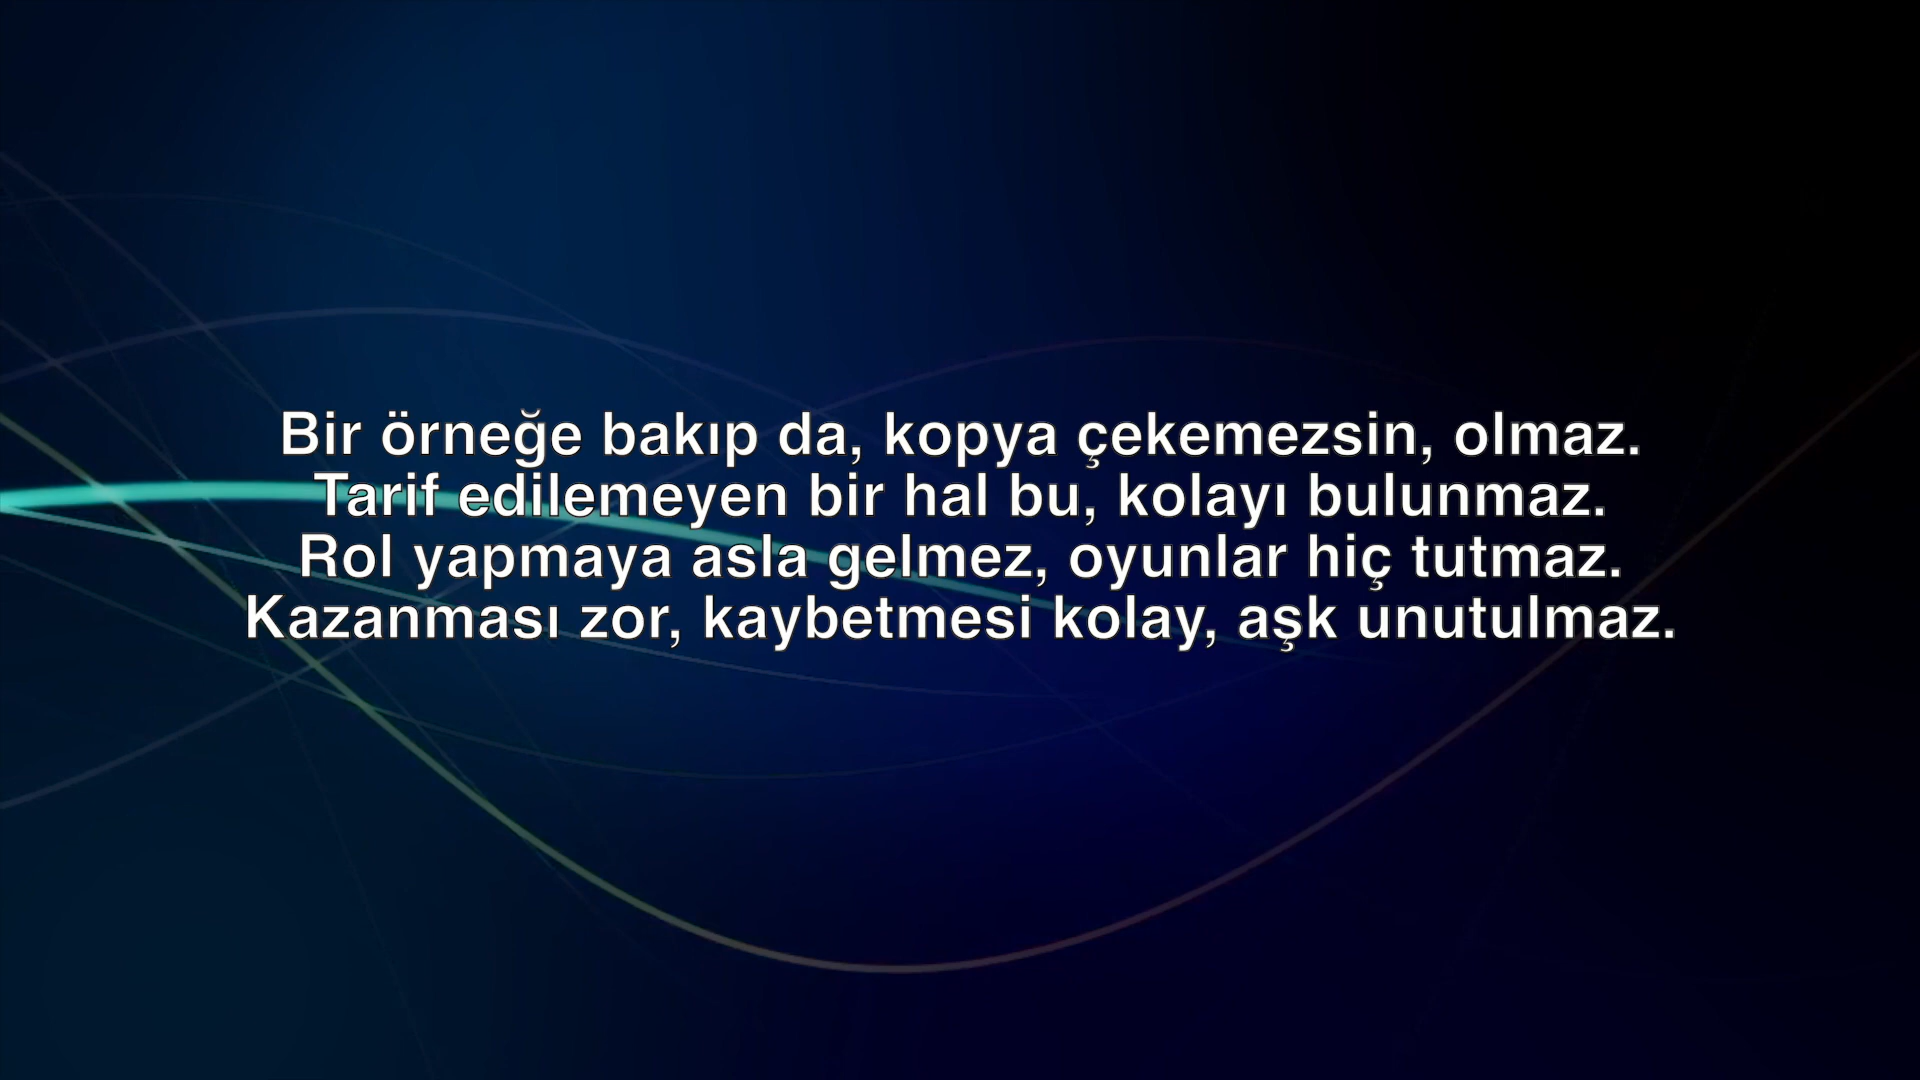 Bir örneğe bakıp da, kopya çekemezsin, olmaz.
Tarif edilemeyen bir hal bu, kolayı bulunmaz.
Rol yapmaya asla gelmez, oyunlar hiç tutmaz.
Kazanması zor, kaybetmesi kolay, aşk unutulmaz.